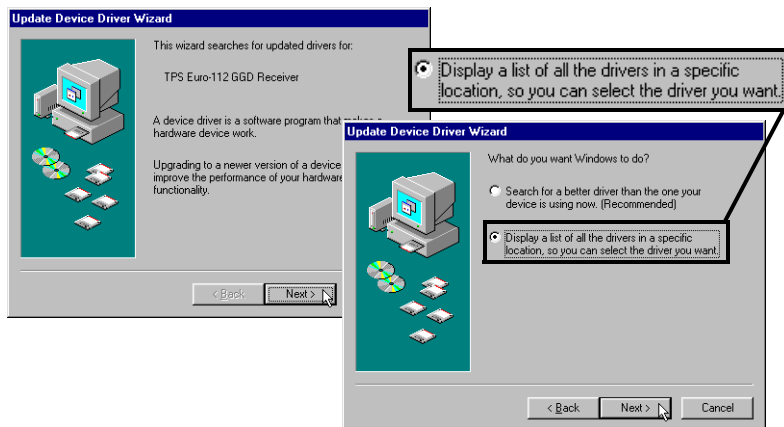 Update Device Driver Wizard
This wizard searches for updated drivers for:
TPS Euro-112 GGD Receiver
A device driver is a software program that makes a
hardware device work.
Upgrading to a newer version of a device
improve the performance of your hardware
functionality.
< Back
Next >
Display a list of all the drivers in a specific
location, so you can select the driver you want.
Update Device Driver Wizard
What do you want Windows to do?
Search for a better driver than the one your
device is using now. (Recommended)
Display a list of all the drivers in a specific
location, so you can select the driver you want.
< Back
Next >
Cancel